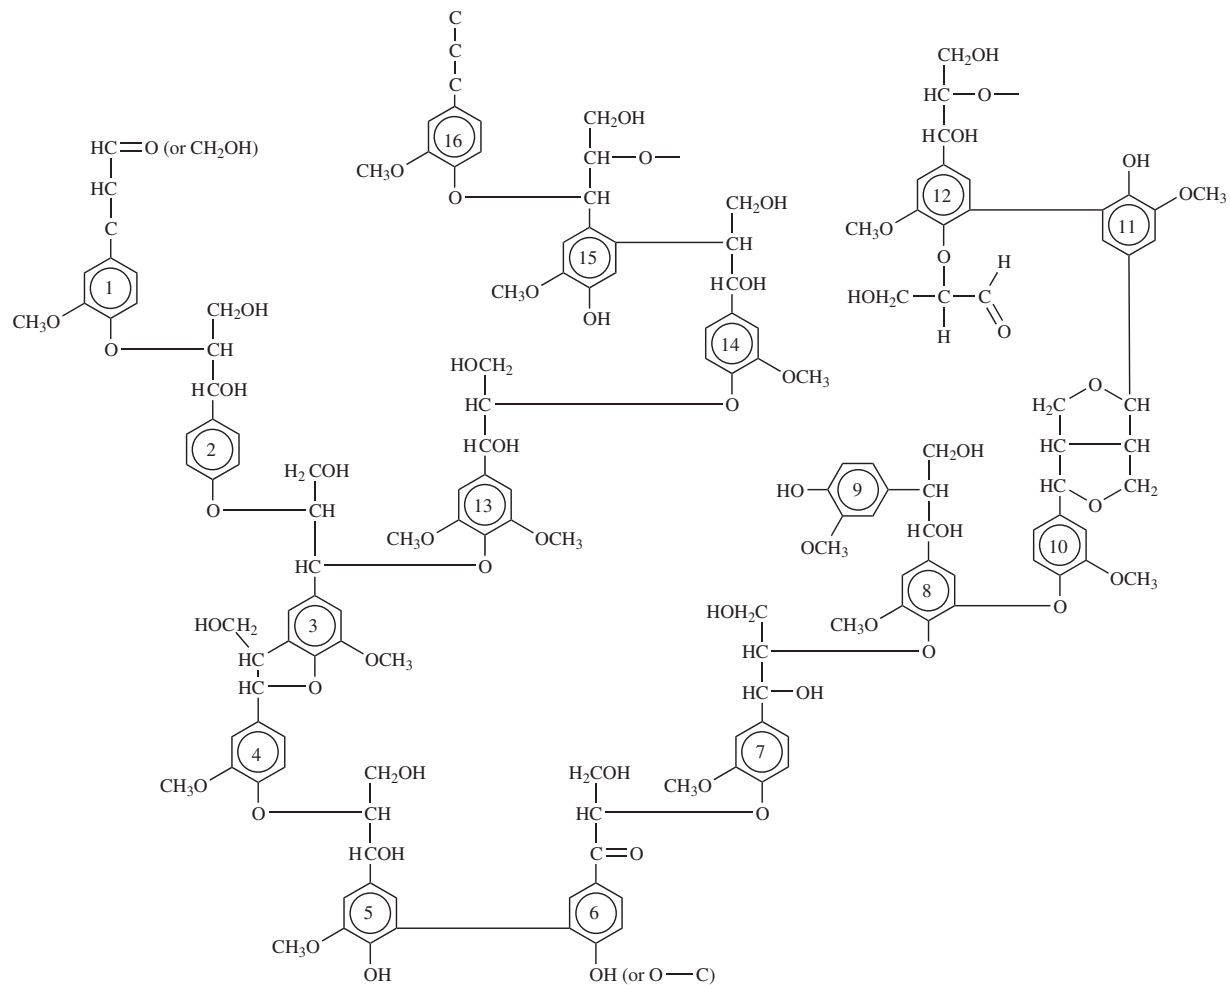 C
C
C
CH₂OH
16
CH₂OH
HC—O—
HC=O (or CH₂OH)
CH₃O
CH—O—
HCOH
OH
HC
O
CH
CH₂OH
12
CH₃O
C
15
CH
CH₃O
11
1
CH₃O
HCOH
O
H
CH₃O
CH₂OH
OH
14
HOH₂C
C
C
O
CH
HOCH₂
CH₃O
H
O
HCOH
HC
O
OCH₃
O
2
HCOH
H₂C
CH
H₂COH
CH₂OH
HC
CH
O
CH
13
HO
9
CH
HC
CH₂
CH₃O
OCH₃
OCH₃
HCOH
O
HC
O
10
3
8
OCH₃
HOCH₂
HOH₂C
CH₃O
O
HC
OCH₃
HC
O
HC
O
HC—OH
4
7
CH₃O
CH₂OH
H₂COH
CH₃O
O
CH
HC
O
HCOH
C=O
5
6
CH₃O
OH
OH (or O—C)